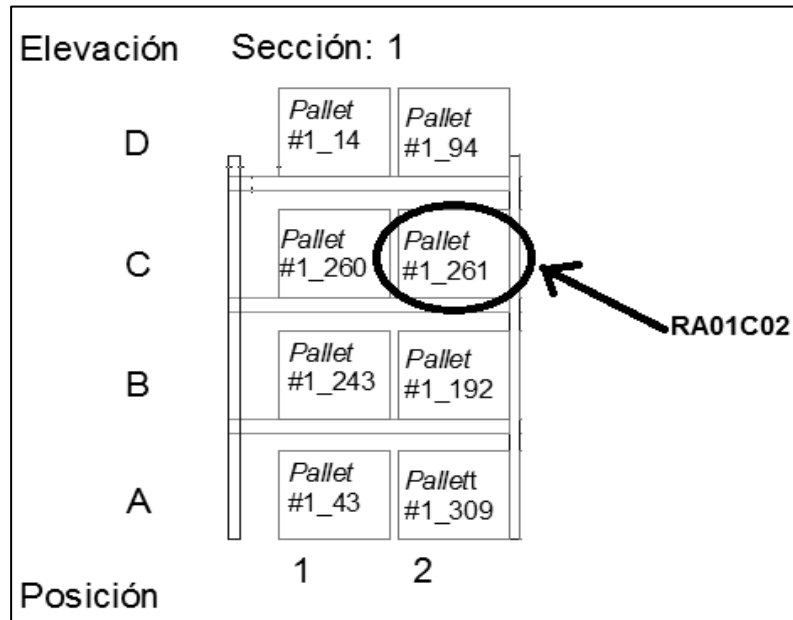 Elevación Sección: 1
D
Pallet
#1_14
Pallet
#1_94
C
Pallet
#1_260
Pallet
#1_261
RA01C02
B
Pallet
#1_243
Pallet
#1_192
A
Pallet
#1_43
Pallett
#1_309
1 2
Posición